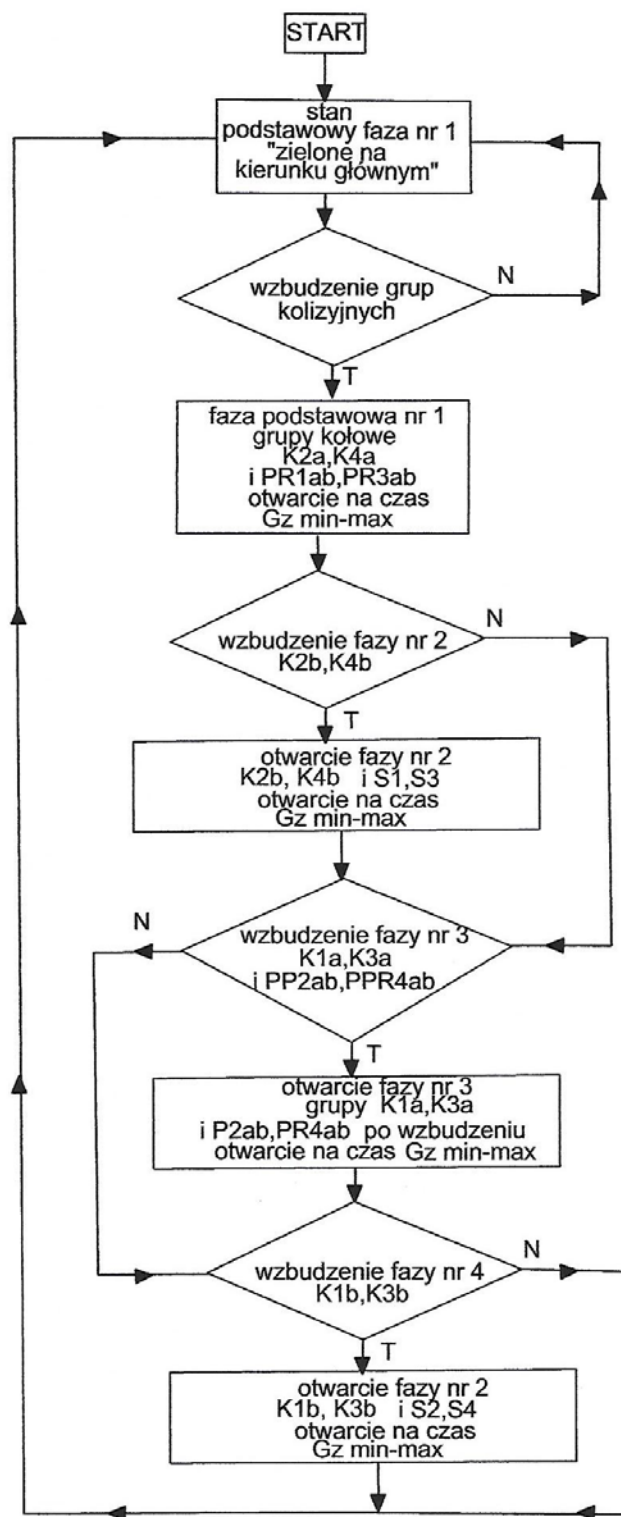 START
stan
podstawowy faza nr 1
"zielone na
kierunku głównym"
wzbudzenie grup
kolizyjnych
N
T
faza podstawowa nr 1
grupy kołowe
K2a,K4a
i PR1ab,PR3ab
otwarcie na czas
Gz min-max
wzbudzenie fazy nr 2
K2b,K4b
N
T
otwarcie fazy nr 2
K2b, K4b i S1,S3
otwarcie na czas
Gz min-max
N
wzbudzenie fazy nr 3
K1a,K3a
i PP2ab,PPR4ab
T
otwarcie fazy nr 3
grupy K1a,K3a
i P2ab,PR4ab po wzbudzeniu
otwarcie na czas Gz min-max
wzbudzenie fazy nr 4
K1b,K3b
N
T
otwarcie fazy nr 2
K1b, K3b i S2,S4
otwarcie na czas
Gz min-max